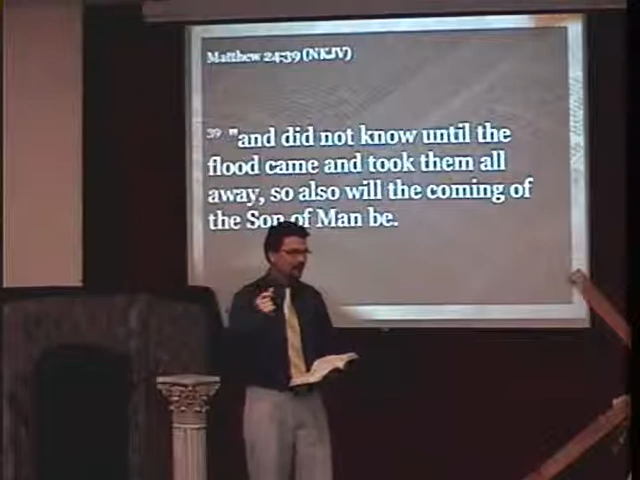 Matthew 24:39 (NKJV)
39 "and did not know until the
flood came and took them all
away, so also will the coming of
the Son of Man be.